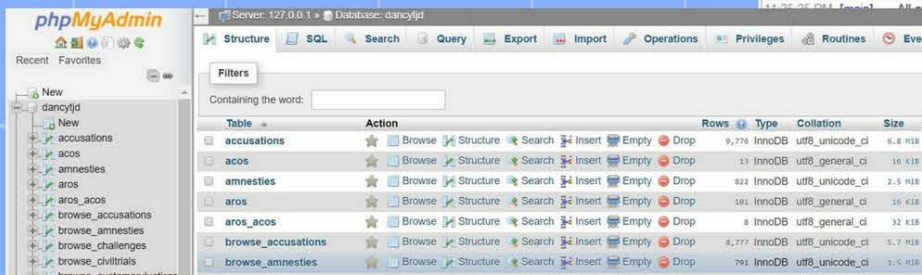 phpMyAdmin
Recent Favorites
New
dancytjd
New
accusations
acos
amnesties
aros
aros_acos
browse_accusations
browse_amnesties
browse_challenges
browse_civiltrials
Server: 127.0.0.1 » Database: dancytjd
Structure SQL Search Query Export Import Operations Privileges Routines Eve
Filters
Containing the word:
Table Action Rows Type Collation Size
accusations Browse Structure Search Insert Empty Drop 9,776 InnoDB utf8_unicode_ci 6.8 MiB
acos Browse Structure Search Insert Empty Drop 13 InnoDB utf8_general_ci 16 KiB
amnesties Browse Structure Search Insert Empty Drop 822 InnoDB utf8_unicode_ci 2.5 MiB
aros Browse Structure Search Insert Empty Drop 101 InnoDB utf8_general_ci 16 KiB
aros_acos Browse Structure Search Insert Empty Drop 8 InnoDB utf8_general_ci 32 KiB
browse_accusations Browse Structure Search Insert Empty Drop 8,777 InnoDB utf8_unicode_ci 5.7 MiB
browse_amnesties Browse Structure Search Insert Empty Drop 791 InnoDB utf8_unicode_ci 1.5 MiB